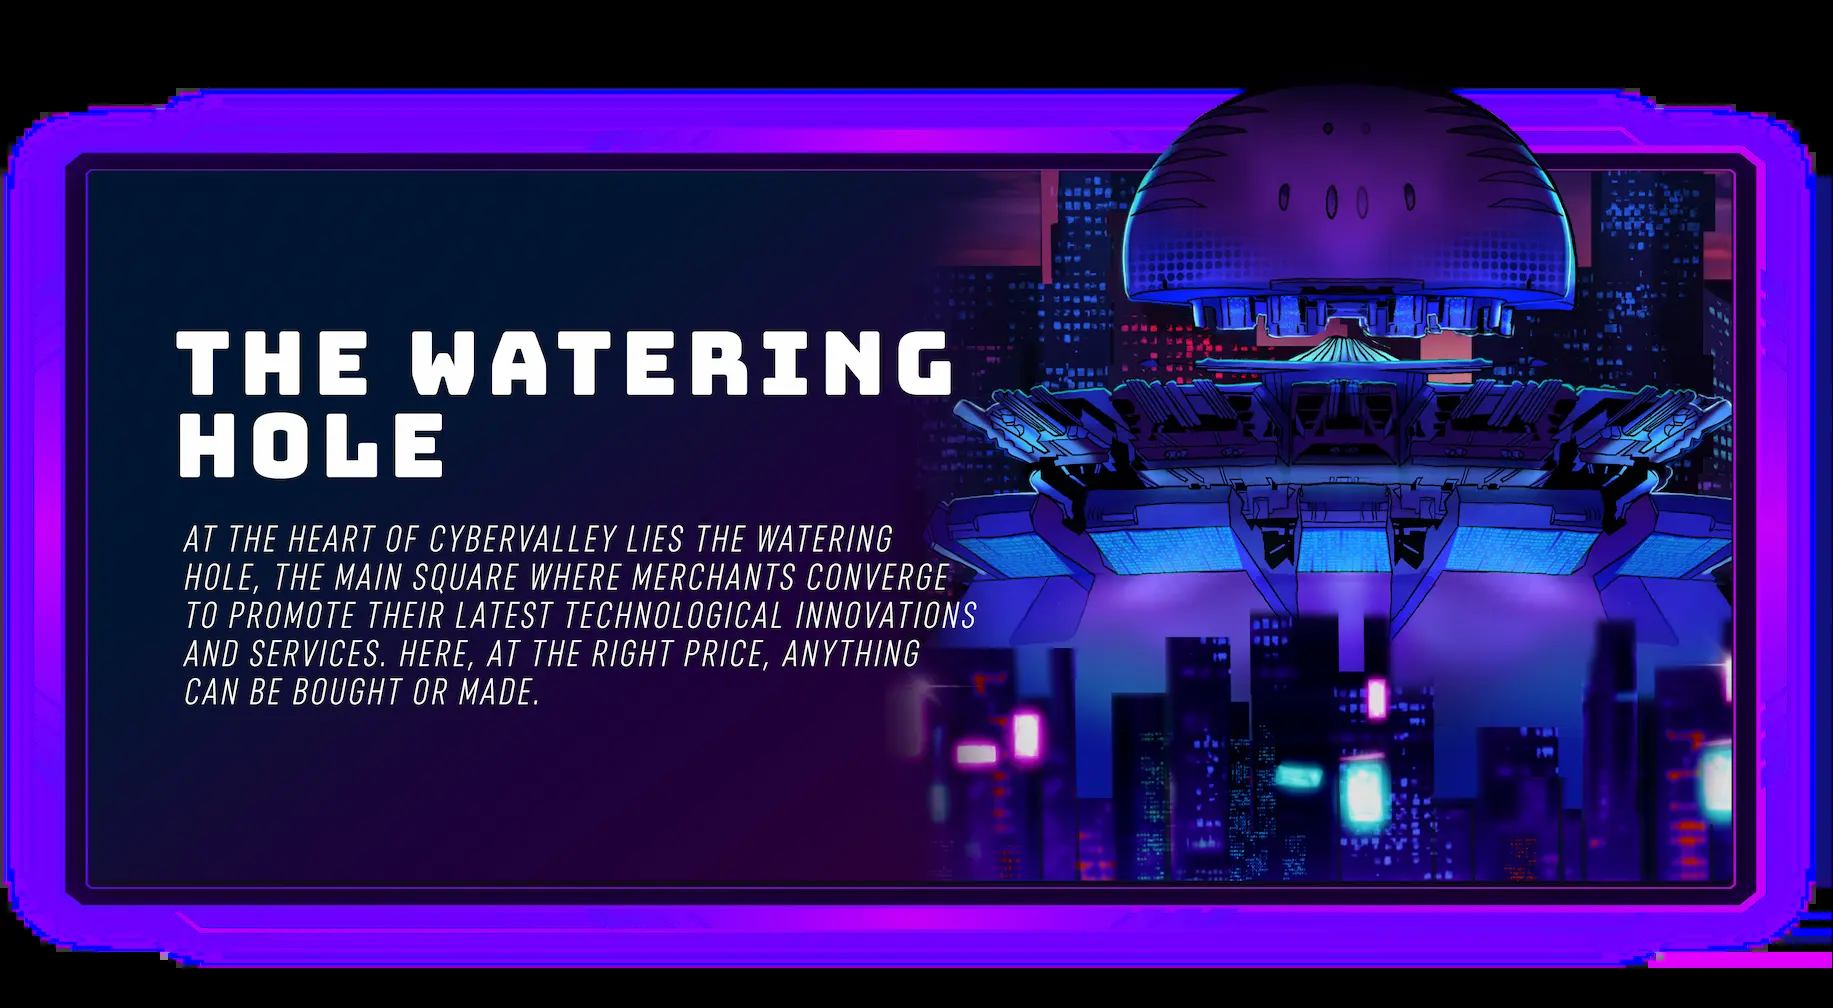 THE WATERING
HOLE
AT THE HEART OF CYBERVALLEY LIES THE WATERING
HOLE, THE MAIN SQUARE WHERE MERCHANTS CONVERGE
TO PROMOTE THEIR LATEST TECHNOLOGICAL INNOVATIONS
AND SERVICES. HERE, AT THE RIGHT PRICE, ANYTHING
CAN BE BOUGHT OR MADE.